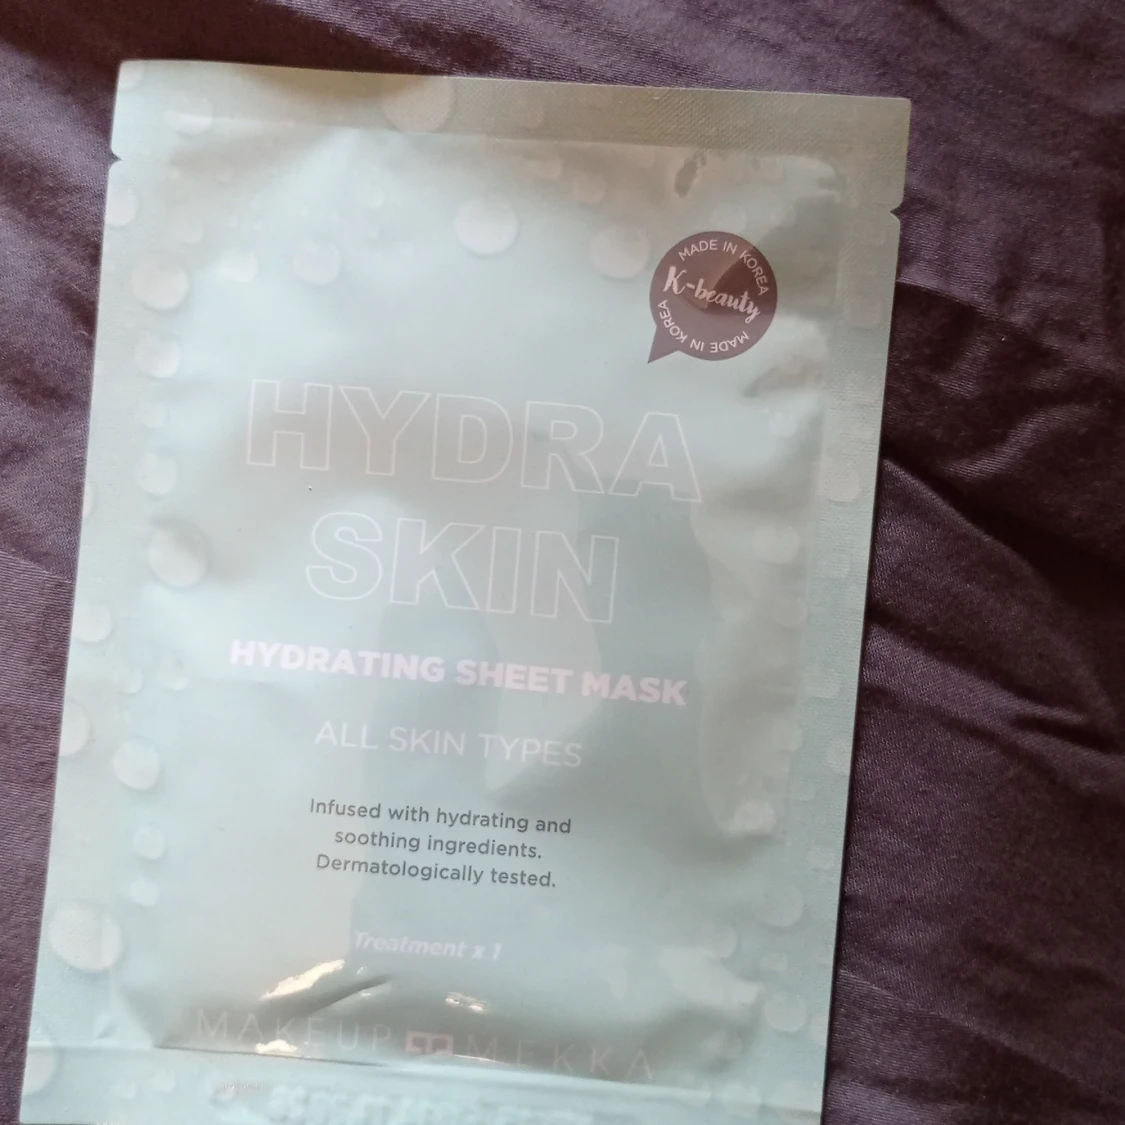 MADE IN KOREA
K-beauty
MADE IN KOREA
HYDRA
SKIN
HYDRATING SHEET MASK
ALL SKIN TYPES
Infused with hydrating and
soothing ingredients.
Dermatologically tested.
Treatment x 1
MAKEUP MEKKA